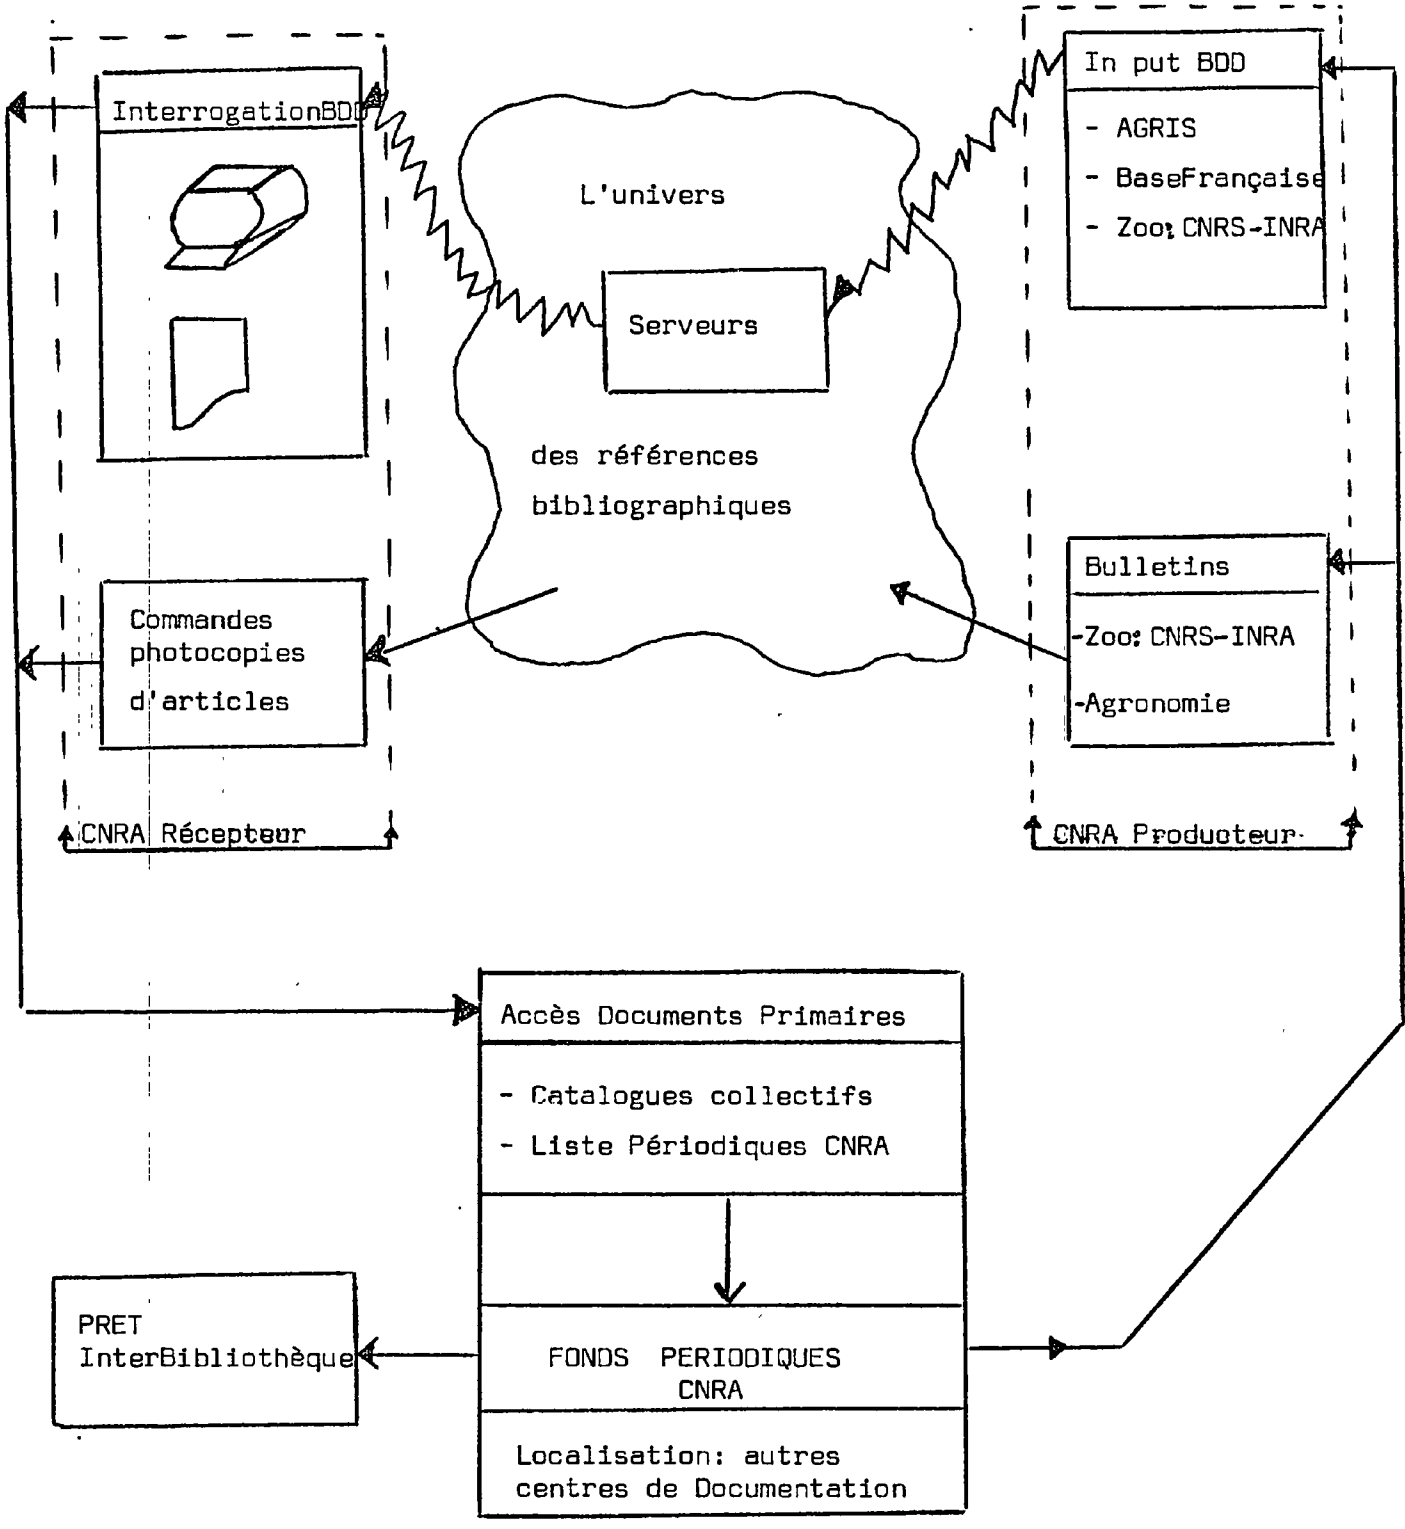 InterrogationBDD
L'univers
Serveurs
des références
bibliographiques
In put BDD
- AGRIS
- BaseFrançaise
- Zoo: CNRS-INRA
Commandes
photocopies
d'articles
Bulletins
-Zoo: CNRS-INRA
-Agronomie
CNRA Récepteur
CNRA Producteur
Accès Documents Primaires
- Catalogues collectifs
- Liste Périodiques CNRA
PRET
InterBibliothèque
FONDS PERIODIQUES
CNRA
Localisation: autres
centres de Documentation